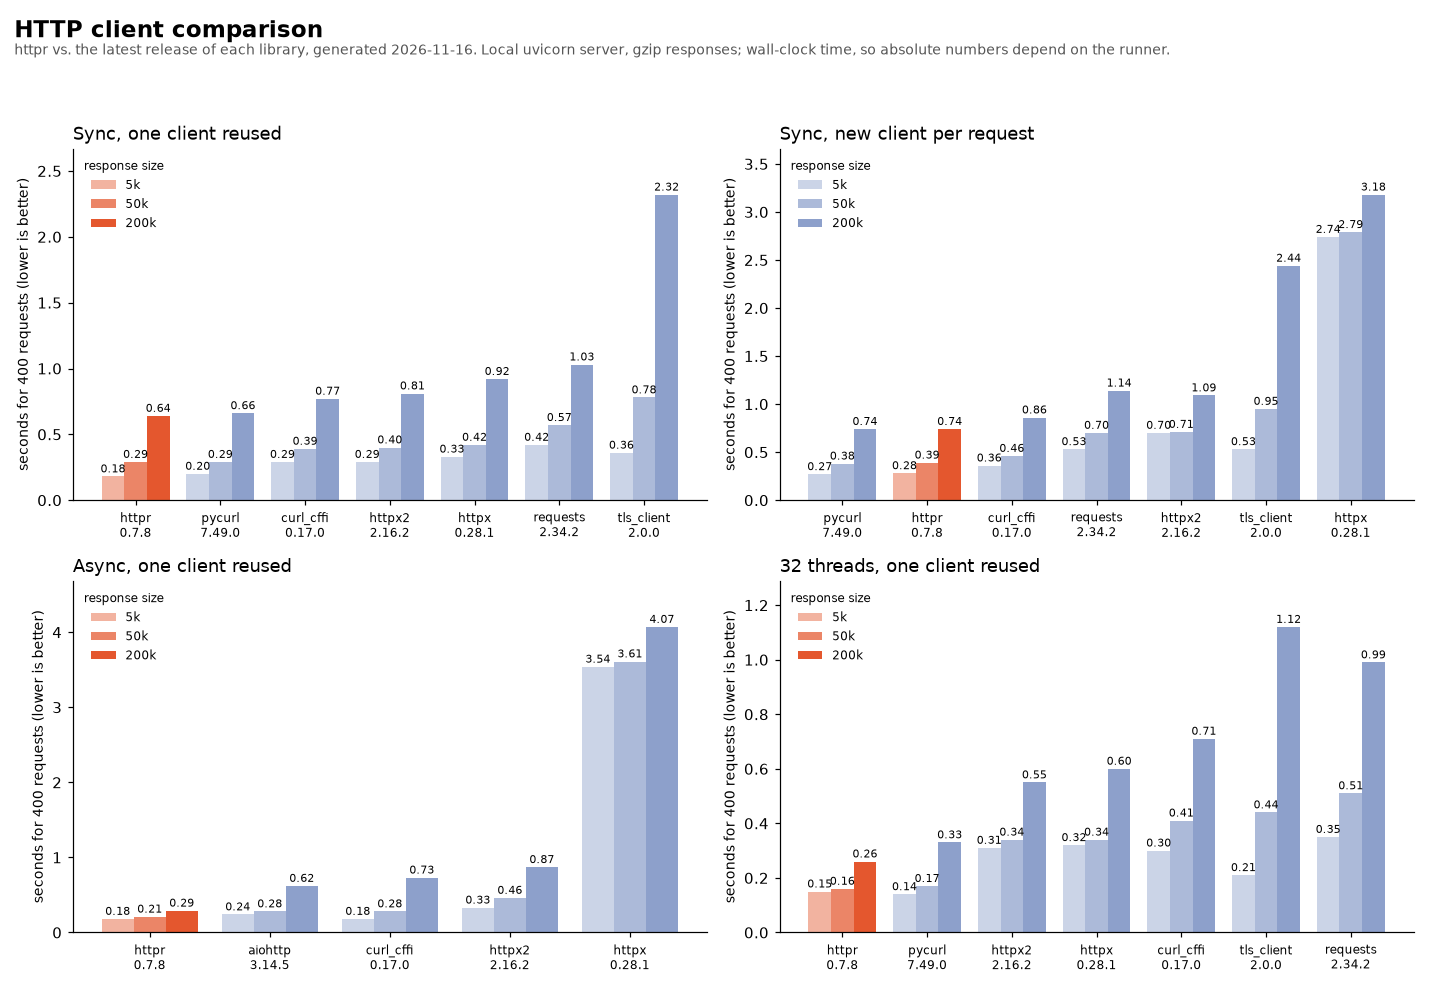 HTTP client comparison
httpr vs. the latest release of each library, generated 2026-11-16. Local uvicorn server, gzip responses; wall-clock time, so absolute numbers depend on the runner.
Sync, one client reused
seconds for 400 requests (lower is better)
2.5
2.0
1.5
1.0
0.5
0.0
response size
5k
50k
200k
0.18 0.29 0.64
0.20 0.29 0.66
0.29 0.39 0.77
0.29 0.40 0.81
0.33 0.42 0.92
0.42 0.57 1.03
0.36 0.78 2.32
httpr pycurl curl_cffi httpx2 httpx requests tls_client
0.7.8 7.49.0 0.17.0 2.16.2 0.28.1 2.34.2 2.0.0
Sync, new client per request
seconds for 400 requests (lower is better)
3.5
3.0
2.5
2.0
1.5
1.0
0.5
0.0
response size
5k
50k
200k
0.27 0.38 0.74
0.28 0.39 0.74
0.36 0.46 0.86
0.53 0.70 1.14
0.70 0.71 1.09
0.53 0.95 2.44
2.74 2.79 3.18
pycurl httpr curl_cffi requests httpx2 tls_client httpx
7.49.0 0.7.8 0.17.0 2.34.2 2.16.2 2.0.0 0.28.1
Async, one client reused
seconds for 400 requests (lower is better)
4
3
2
1
0
response size
5k
50k
200k
0.18 0.21 0.29
0.24 0.28 0.62
0.18 0.28 0.73
0.33 0.46 0.87
3.54 3.61 4.07
httpr aiohttp curl_cffi httpx2 httpx
0.7.8 3.14.5 0.17.0 2.16.2 0.28.1
32 threads, one client reused
seconds for 400 requests (lower is better)
1.2
1.0
0.8
0.6
0.4
0.2
0.0
response size
5k
50k
200k
0.15 0.16 0.26
0.14 0.17 0.33
0.31 0.34 0.55
0.32 0.34 0.60
0.30 0.41 0.71
0.21 0.44 1.12
0.35 0.51 0.99
httpr pycurl httpx2 httpx curl_cffi tls_client requests
0.7.8 7.49.0 2.16.2 0.28.1 0.17.0 2.0.0 2.34.2